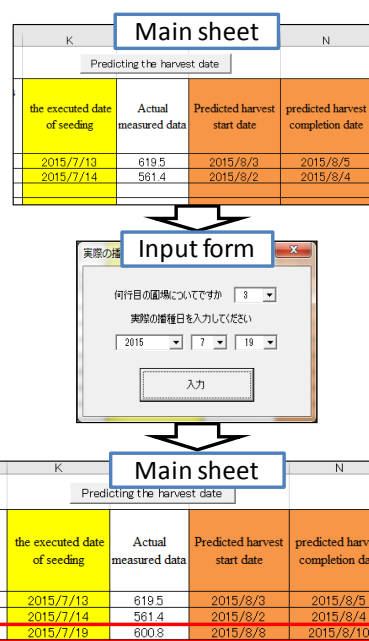 Main sheet
K N
Predicting the harvest date
the executed date of seeding Actual measured data Predicted harvest start date predicted harvest completion date
2015/7/13 619.5 2015/8/3 2015/8/5
2015/7/14 561.4 2015/8/2 2015/8/4
Input form
実際の播
何行目の圃場についてですか 3
実際の播種日を入力してください
2015 7 19
入力
Main sheet
K N
Predicting the harvest date
the executed date of seeding Actual measured data Predicted harvest start date predicted harv completion da
2015/7/13 619.5 2015/8/3 2015/8/5
2015/7/14 561.4 2015/8/2 2015/8/4
2015/7/19 600.8 2015/8/8 2015/8/10